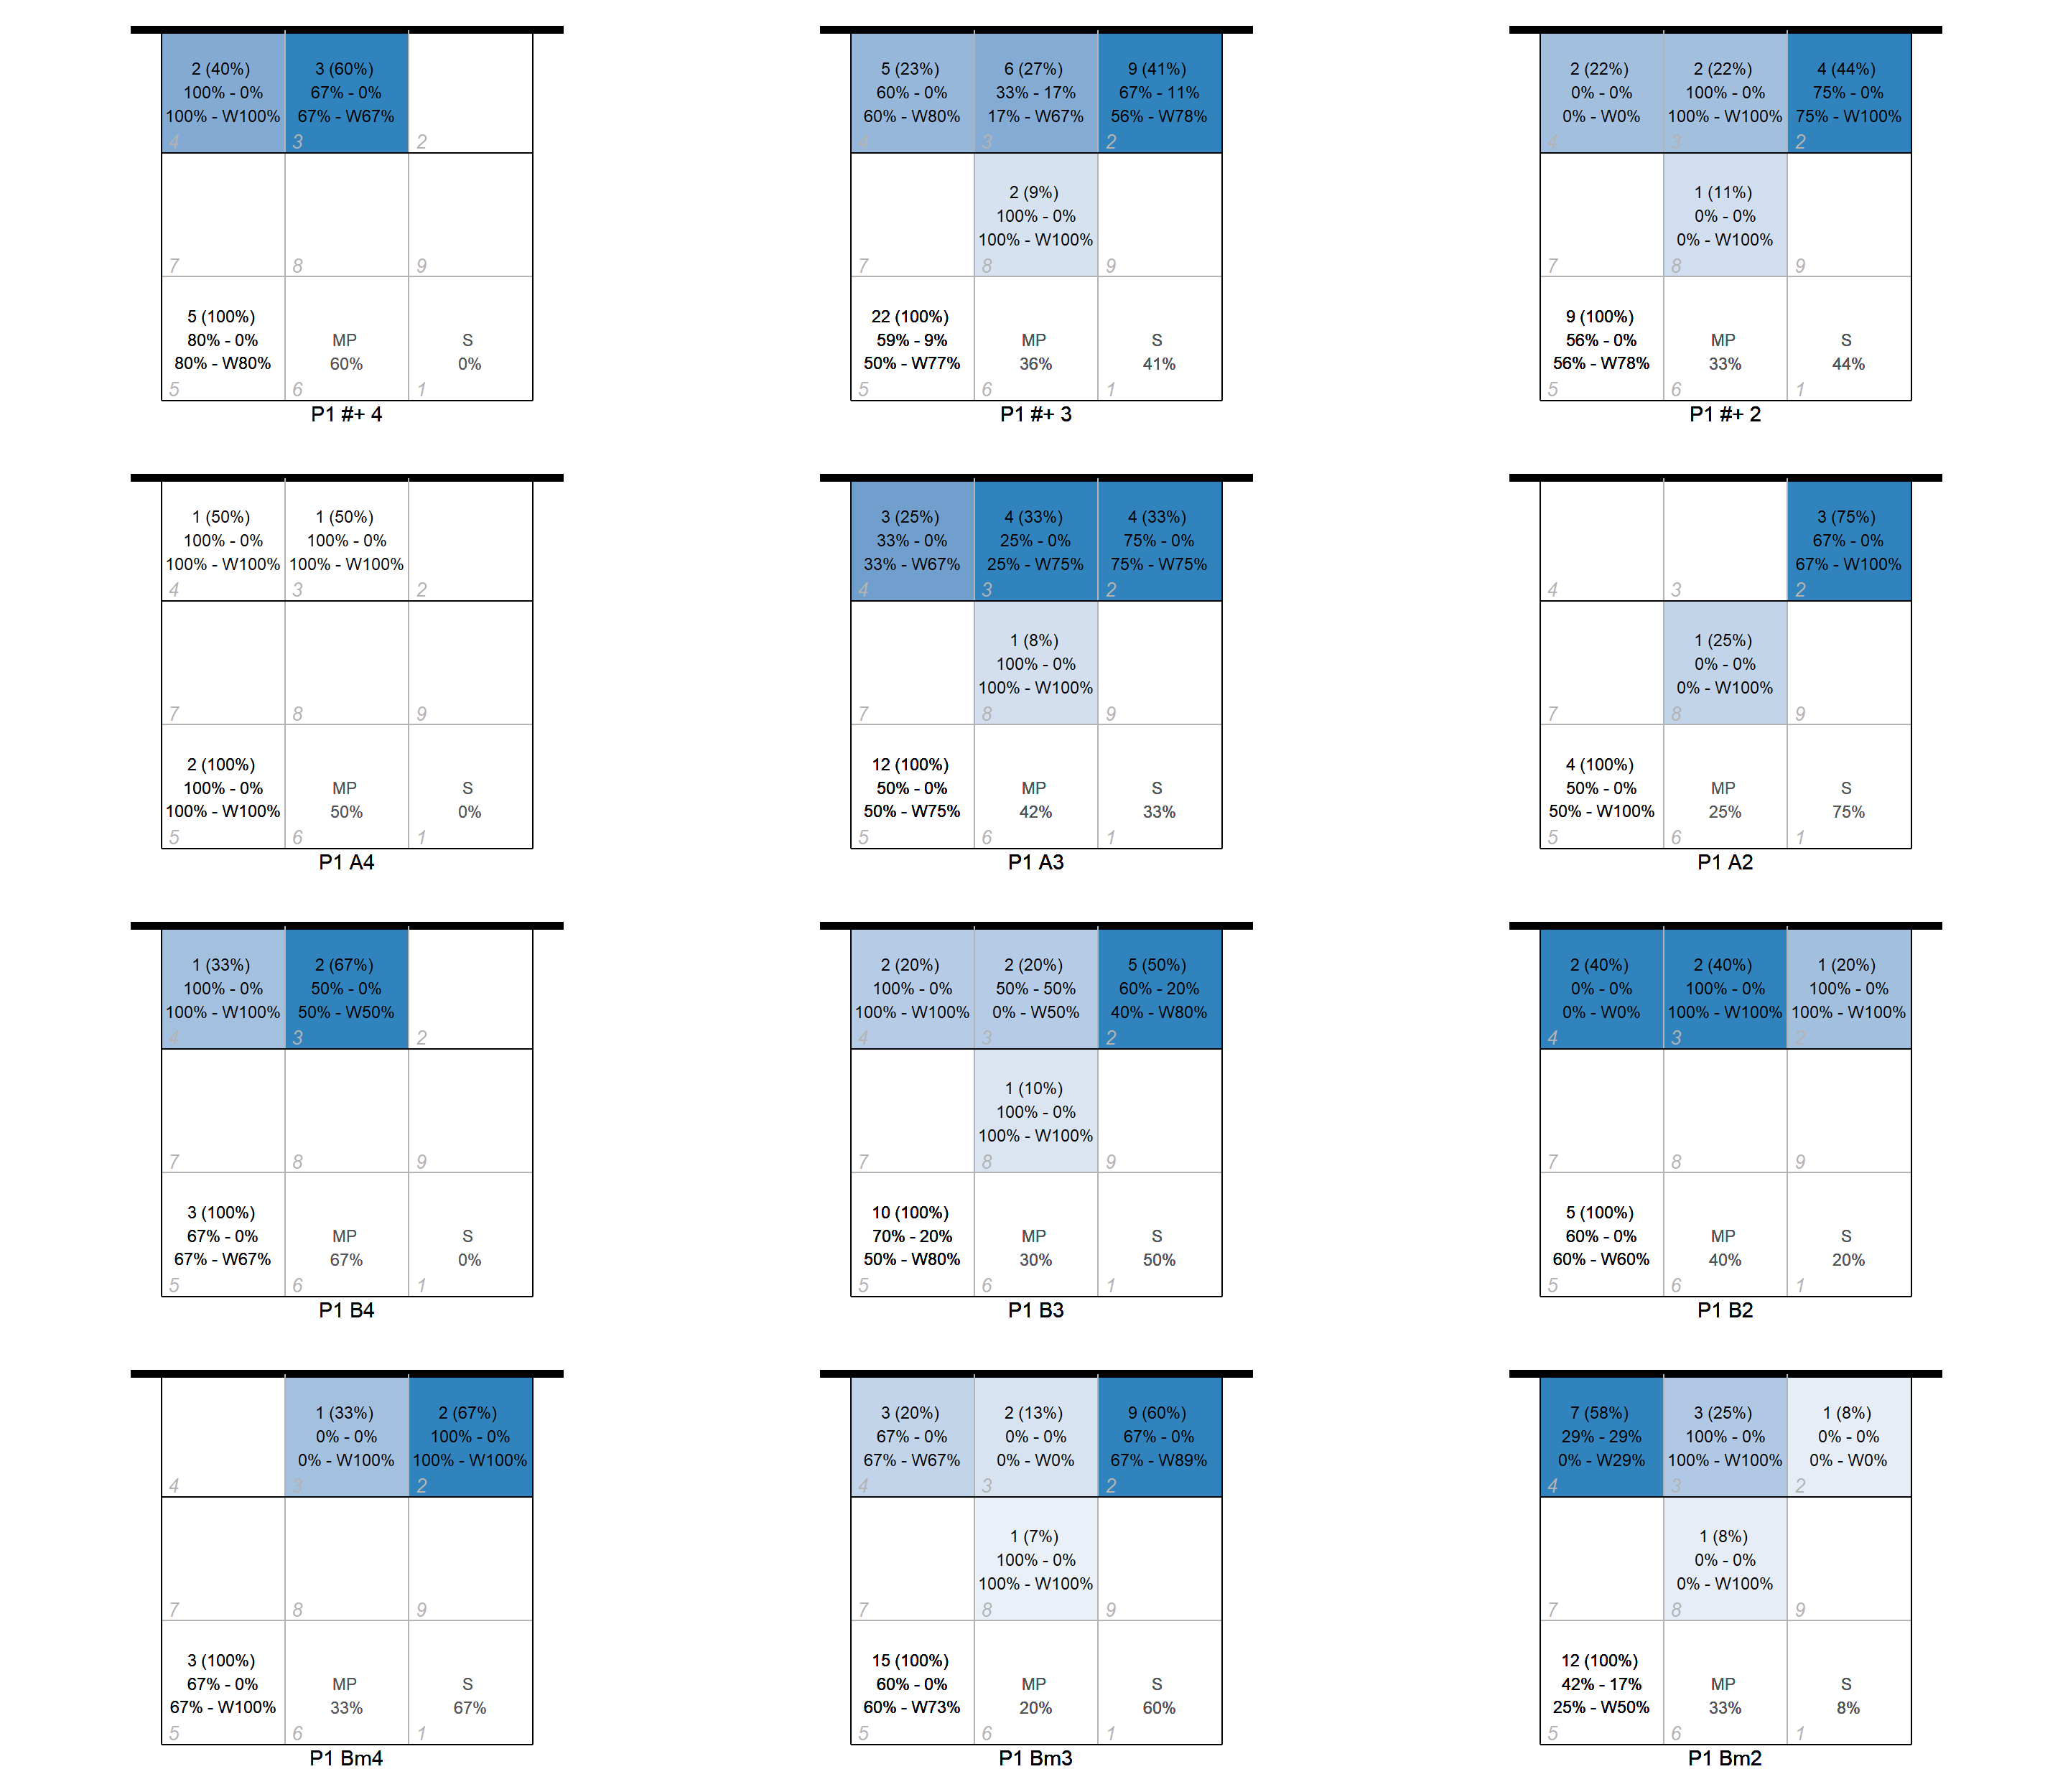 2 (40%)
100% - 0%
100% - W100%
4
3 (60%)
67% - 0%
67% - W67%
3
2
7
8
9
5 (100%)
80% - 0%
80% - W80%
5
MP
60%
6
S
0%
1
P1 #+ 4
5 (23%)
60% - 0%
60% - W80%
4
6 (27%)
33% - 17%
17% - W67%
3
9 (41%)
67% - 11%
56% - W78%
2
7
2 (9%)
100% - 0%
100% - W100%
8
9
22 (100%)
59% - 9%
50% - W77%
5
MP
36%
6
S
41%
1
P1 #+ 3
2 (22%)
0% - 0%
0% - W0%
4
2 (22%)
100% - 0%
100% - W100%
3
4 (44%)
75% - 0%
75% - W100%
2
7
1 (11%)
0% - 0%
0% - W100%
8
9
9 (100%)
56% - 0%
56% - W78%
5
MP
33%
6
S
44%
1
P1 #+ 2
1 (50%)
100% - 0%
100% - W100%
4
1 (50%)
100% - 0%
100% - W100%
3
2
7
8
9
2 (100%)
100% - 0%
100% - W100%
5
MP
50%
6
S
0%
1
P1 A4
3 (25%)
33% - 0%
33% - W67%
4
4 (33%)
25% - 0%
25% - W75%
3
4 (33%)
75% - 0%
75% - W75%
2
7
1 (8%)
100% - 0%
100% - W100%
8
9
12 (100%)
50% - 0%
50% - W75%
5
MP
42%
6
S
33%
1
P1 A3
4
3
3 (75%)
67% - 0%
67% - W100%
2
7
1 (25%)
0% - 0%
0% - W100%
8
9
4 (100%)
50% - 0%
50% - W100%
5
MP
25%
6
S
75%
1
P1 A2
1 (33%)
100% - 0%
100% - W100%
4
2 (67%)
50% - 0%
50% - W50%
3
2
7
8
9
3 (100%)
67% - 0%
67% - W67%
5
MP
67%
6
S
0%
1
P1 B4
2 (20%)
100% - 0%
100% - W100%
4
2 (20%)
50% - 50%
0% - W50%
3
5 (50%)
60% - 20%
40% - W80%
2
7
1 (10%)
100% - 0%
100% - W100%
8
9
10 (100%)
70% - 20%
50% - W80%
5
MP
30%
6
S
50%
1
P1 B3
2 (40%)
0% - 0%
0% - W0%
4
2 (40%)
100% - 0%
100% - W100%
3
1 (20%)
100% - 0%
100% - W100%
2
7
8
9
5 (100%)
60% - 0%
60% - W60%
5
MP
40%
6
S
20%
1
P1 B2
4
1 (33%)
0% - 0%
0% - W100%
3
2 (67%)
100% - 0%
100% - W100%
2
7
8
9
3 (100%)
67% - 0%
67% - W100%
5
MP
33%
6
S
67%
1
P1 Bm4
3 (20%)
67% - 0%
67% - W67%
4
2 (13%)
0% - 0%
0% - W0%
3
9 (60%)
67% - 0%
67% - W89%
2
7
1 (7%)
100% - 0%
100% - W100%
8
9
15 (100%)
60% - 0%
60% - W73%
5
MP
20%
6
S
60%
1
P1 Bm3
7 (58%)
29% - 29%
0% - W29%
4
3 (25%)
100% - 0%
100% - W100%
3
1 (8%)
0% - 0%
0% - W0%
2
7
1 (8%)
0% - 0%
0% - W100%
8
9
12 (100%)
42% - 17%
25% - W50%
5
MP
33%
6
S
8%
1
P1 Bm2